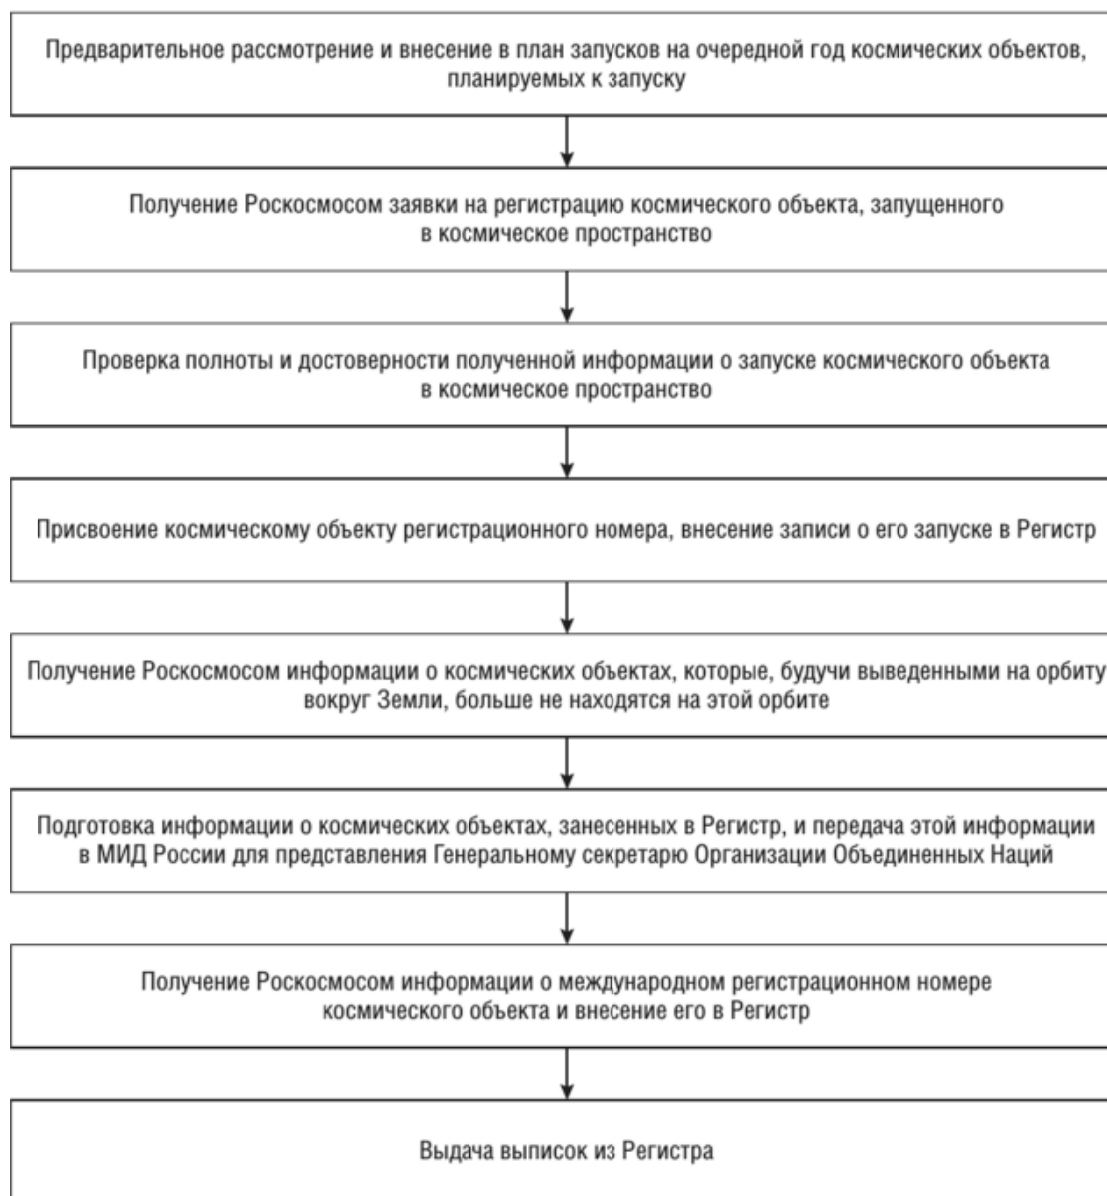 Предварительное рассмотрение и внесение в план запусков на очередной год космических объектов,
планируемых к запуску
Получение Роскосмосом заявки на регистрацию космического объекта, запущенного
в космическое пространство
Проверка полноты и достоверности полученной информации о запуске космического объекта
в космическое пространство
Присвоение космическому объекту регистрационного номера, внесение записи о его запуске в Регистр
Получение Роскосмосом информации о космических объектах, которые, будучи выведенными на орбиту
вокруг Земли, больше не находятся на этой орбите
Подготовка информации о космических объектах, занесенных в Регистр, и передача этой информации
в МИД России для представления Генеральному секретарю Организации Объединенных Наций
Получение Роскосмосом информации о международном регистрационном номере
космического объекта и внесение его в Регистр
Выдача выписок из Регистра